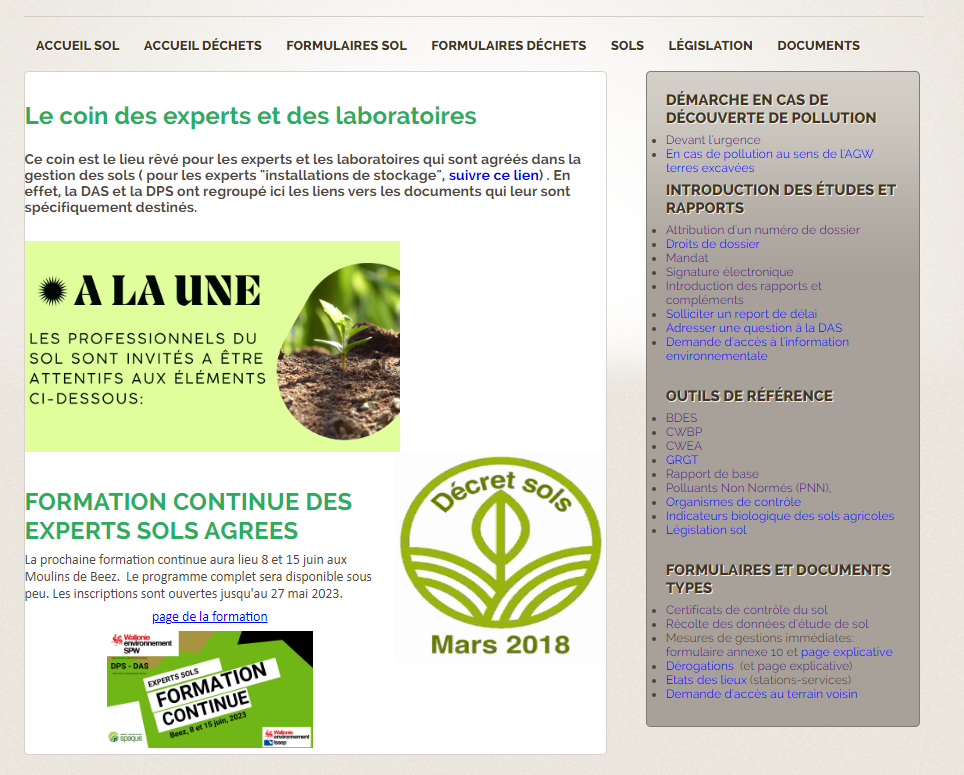 ACCUEIL SOL ACCUEIL DÉCHETS FORMULAIRES SOL FORMULAIRES DÉCHETS SOLS LÉGISLATION DOCUMENTS
Le coin des experts et des laboratoires
Ce coin est le lieu rêvé pour les experts et les laboratoires qui sont agréés dans la
gestion des sols ( pour les experts "installations de stockage", suivre ce lien) . En
effet, la DAS et la DPS ont regroupé ici les liens vers les documents qui leur sont
spécifiquement destinés.
A LA UNE
LES PROFESSIONNELS DU
SOL SONT INVITÉS A ÊTRE
ATTENTIFS AUX ÉLÉMENTS
CI-DESSOUS:
FORMATION CONTINUE DES
EXPERTS SOLS AGREES
La prochaine formation continue aura lieu 8 et 15 juin aux
Moulins de Beez. Le programme complet sera disponible sous
peu. Les inscriptions sont ouvertes jusqu'au 27 mai 2023.
page de la formation
Wallonie
environnement
SPW
DPS - DAS
EXPERTS SOLS
FORMATION
CONTINUE
Beez, 8 et 15 juin, 2023
spaque
Wallonie
environnement
issep
Décret sols
Mars 2018
DÉMARCHE EN CAS DE
DÉCOUVERTE DE POLLUTION
Devant l'urgence
En cas de pollution au sens de l'AGW
terres excavées
INTRODUCTION DES ÉTUDES ET
RAPPORTS
Attribution d'un numéro de dossier
Droits de dossier
Mandat
Signature électronique
Introduction des rapports et
compléments
Solliciter un report de délai
Adresser une question à la DAS
Demande d'accès à l'information
environnementale
OUTILS DE RÉFÉRENCE
BDES
CWBP
CWEA
GRGT
Rapport de base
Polluants Non Normés (PNN),
Organismes de contrôle
Indicateurs biologique des sols agricoles
Législation sol
FORMULAIRES ET DOCUMENTS
TYPES
Certificats de contrôle du sol
Récolte des données d'étude de sol
Mesures de gestions immédiates:
formulaire annexe 10 et page explicative
Dérogations (et page explicative)
Etats des lieux (stations-services)
Demande d'accès au terrain voisin